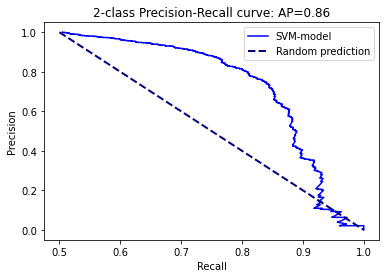 2-class Precision-Recall curve: AP=0.86
SVM-model
Random prediction
Precision
1.0
0.8
0.6
0.4
0.2
0.0
0.5 0.6 0.7 0.8 0.9 1.0
Recall